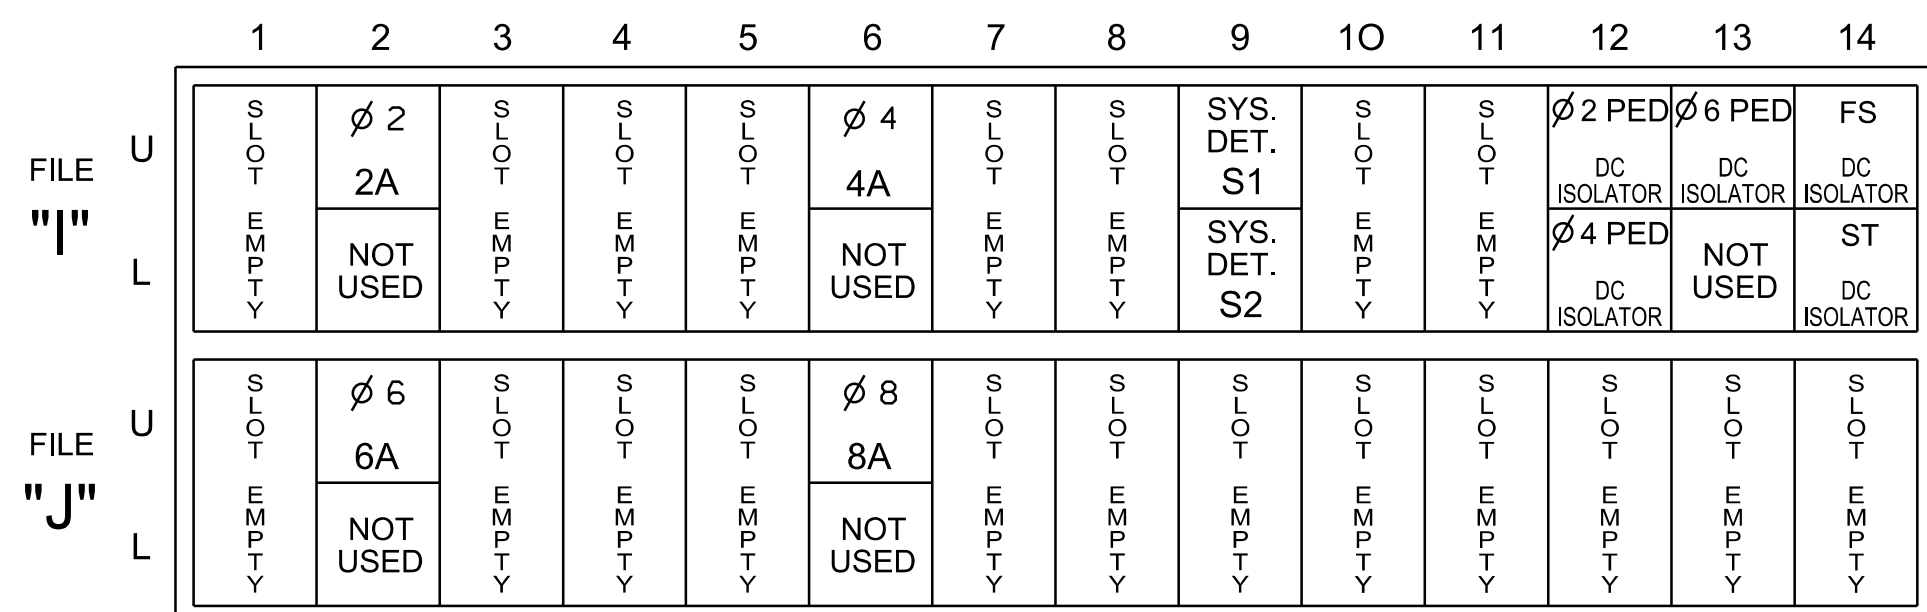 1 2 3 4 5 6 7 8 9 10 11 12 13 14
FILE "I"
U
L
SLOT EMPTY
Ø 2
2A
NOT USED
SLOT EMPTY
SLOT EMPTY
SLOT EMPTY
Ø 4
4A
NOT USED
SLOT EMPTY
SLOT EMPTY
SYS. DET. S1
SYS. DET. S2
SLOT EMPTY
SLOT EMPTY
Ø 2 PED
DC ISOLATOR
Ø 4 PED
DC ISOLATOR
Ø 6 PED
DC ISOLATOR
NOT USED
FS
DC ISOLATOR
ST
DC ISOLATOR
FILE "J"
U
L
SLOT EMPTY
Ø 6
6A
NOT USED
SLOT EMPTY
SLOT EMPTY
SLOT EMPTY
Ø 8
8A
NOT USED
SLOT EMPTY
SLOT EMPTY
SLOT EMPTY
SLOT EMPTY
SLOT EMPTY
SLOT EMPTY
SLOT EMPTY
SLOT EMPTY